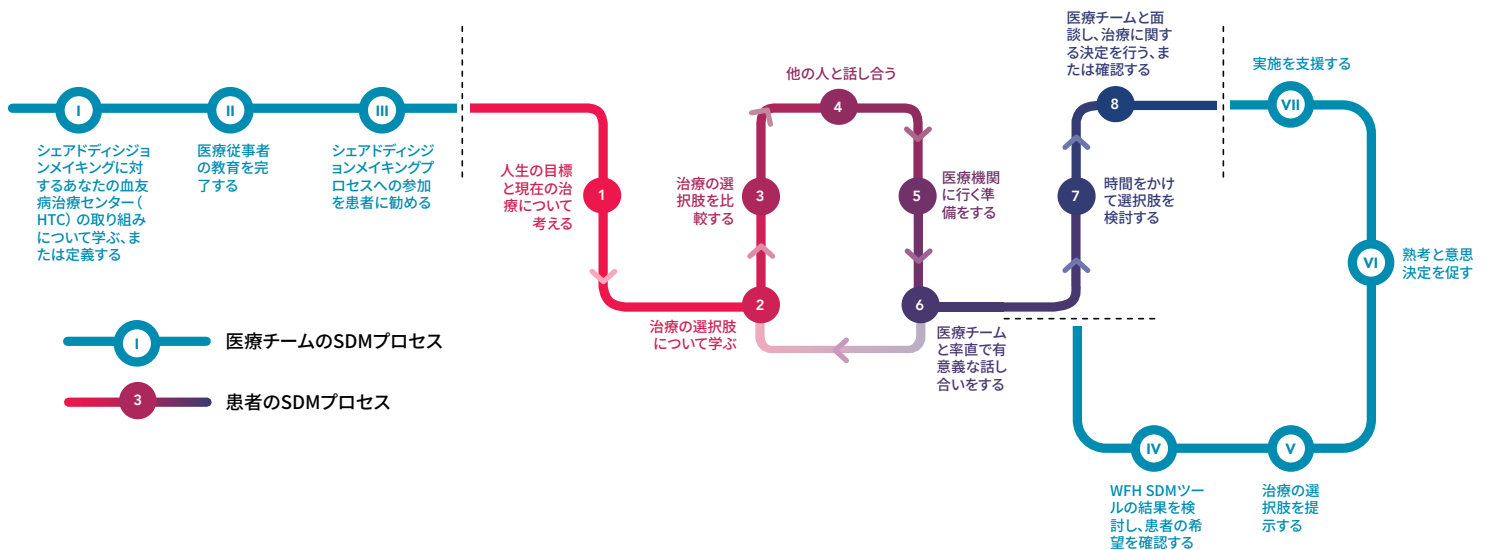 I
シェアドディシジョ
ンメイキングに対
するあなたの血友
病治療センター（
HTC）の取り組み
について学ぶ、ま
たは定義する
II
医療従事者
の教育を完
了する
III
シェアドディシジ
ョンメイキングプ
ロセスへの参加
を患者に勧める
1
人生の目標
と現在の治
療について
考える
2
治療の選択肢
について学ぶ
3
治療の選
択肢を比
較する
4
他の人と話し合う
5
医療機関
に行く準
備をする
6
医療チーム
と率直で有
意義な話し
合いをする
7
時間をかけ
て選択肢を
検討する
8
医療チームと面
談し、治療に関す
る決定を行う、ま
たは確認する
IV
WFH SDMツー
ルの結果を検
討し、患者の希
望を確認する
V
治療の選
択肢を提
示する
VI
熟考と意思
決定を促す
VII
実施を支援する
I
医療チームのSDMプロセス
3
患者のSDMプロセス